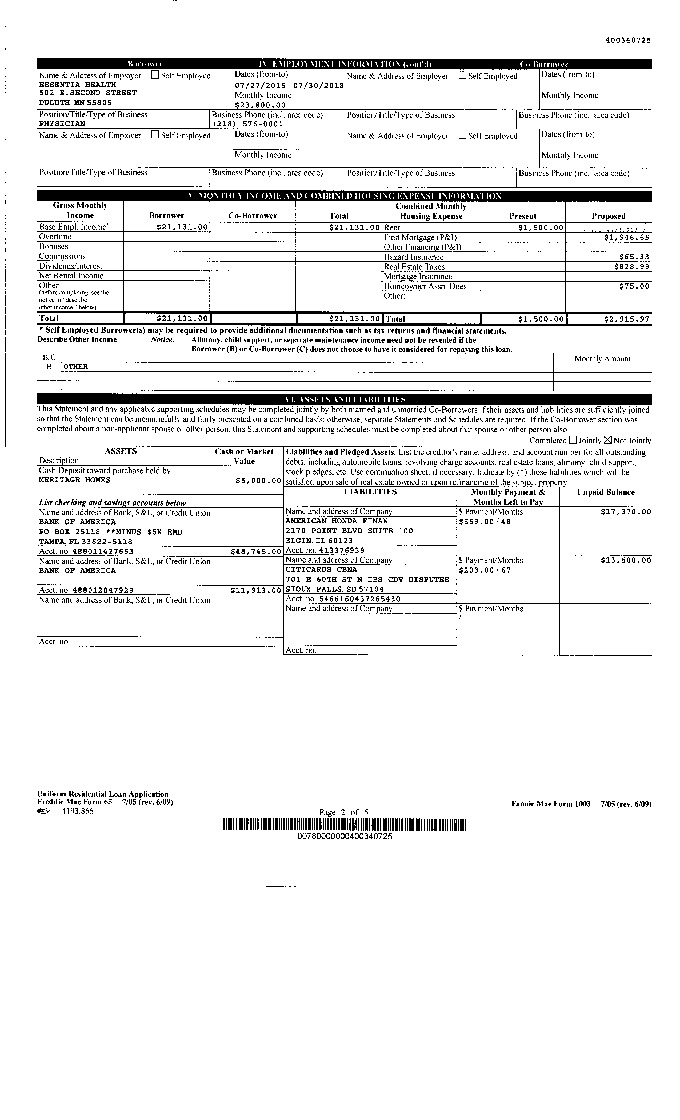 400340725
Borrower IV. EMPLOYMENT INFORMATION (cont'd) Co-Borrower
Name & Address of Employer Self Employed Dates (from-to) Name & Address of Employer Self Employed Dates (from-to)
ESSENTIA HEALTH 07/27/2015 07/30/2018
502 E.SECOND STREET Monthly Income Monthly Income
DULUTH MN 55805 $23,800.00
Position/Title/Type of Business Business Phone (incl. area code) Position/Title/Type of Business Business Phone (incl. area code)
PHYSICIAN (218) 576-0001
Name & Address of Employer Self Employed Dates (from-to) Name & Address of Employer Self Employed Dates (from-to)
Monthly Income Monthly Income
Position/Title/Type of Business Business Phone (incl. area code) Position/Title/Type of Business Business Phone (incl. area code)
V. MONTHLY INCOME AND COMBINED HOUSING EXPENSE INFORMATION
Gross Monthly Income Borrower Co-Borrower Total Combined Monthly Housing Expense Present Proposed
Base Empl. Income* $21,131.00 $21,131.00 Rent $1,500.00
Overtime First Mortgage (P&I) $1,946.65
Bonuses Other Financing (P&I)
Commissions Hazard Insurance $65.33
Dividends/Interest Real Estate Taxes $828.99
Net Rental Income Mortgage Insurance
Other Homeowner Assn. Dues $75.00
(before completing, see the notice in "describe other income," below) Other:
Total $21,131.00 $21,131.00 Total $1,500.00 $2,915.97
* Self Employed Borrower(s) may be required to provide additional documentation such as tax returns and financial statements.
Describe Other Income Notice: Alimony, child support, or separate maintenance income need not be revealed if the
Borrower (B) or Co-Borrower (C) does not choose to have it considered for repaying this loan.
B/C Monthly Amount
B OTHER
VI. ASSETS AND LIABILITIES
This Statement and any applicable supporting schedules may be completed jointly by both married and unmarried Co-Borrowers if their assets and liabilities are sufficiently joined
so that the Statement can be meaningfully and fairly presented on a combined basis; otherwise, separate Statements and Schedules are required. If the Co-Borrower section was
completed about a non-applicant spouse or other person, this Statement and supporting schedules must be completed about this spouse or other person also.
Completed Jointly Not Jointly
ASSETS Cash or Market Value
Description
Cash Deposit toward purchase held by
MERITAGE HOMES $5,000.00
Liabilities and Pledged Assets. List the creditor's name, address, and account number for all outstanding
debts, including automobile loans, revolving charge accounts, real estate loans, alimony, child support,
stock pledges, etc. Use continuation sheet, if necessary. Indicate by (*) those liabilities which will be
satisfied upon sale of real estate owned or upon refinancing of the subject property.
LIABILITIES Monthly Payment & Months Left to Pay Unpaid Balance
List checking and savings accounts below
Name and address of Bank, S&L, or Credit Union Name and address of Company $ Payment/Months $17,370.00
BANK OF AMERICA AMERICAN HONDA FINAN
PO BOX 25118 **MINUS $5K EMD 2170 POINT BLVD SUITE 100
TAMPA, FL 33622-5118 ELGIN, IL 60123
Acct. no. $48,745.00 Acct. no.
Name and address of Bank, S&L, or Credit Union Name and address of Company $ Payment/Months $13,600.00
BANK OF AMERICA CITICARDS CBNA
701 E 60TH ST N IBS CDV DISPUTES
Acct. no. 488012047929 $11,913.00 SIOUX FALLS, SD 57104
Acct. no. 5466160437265430
Name and address of Bank, S&L, or Credit Union Name and address of Company $ Payment/Months
Acct. no. Acct. no.
Uniform Residential Loan Application
Freddie Mac Form 65 7/05 (rev. 6/09) Fannie Mae Form 1003 7/05 (rev. 6/09)
Page 2 of 5